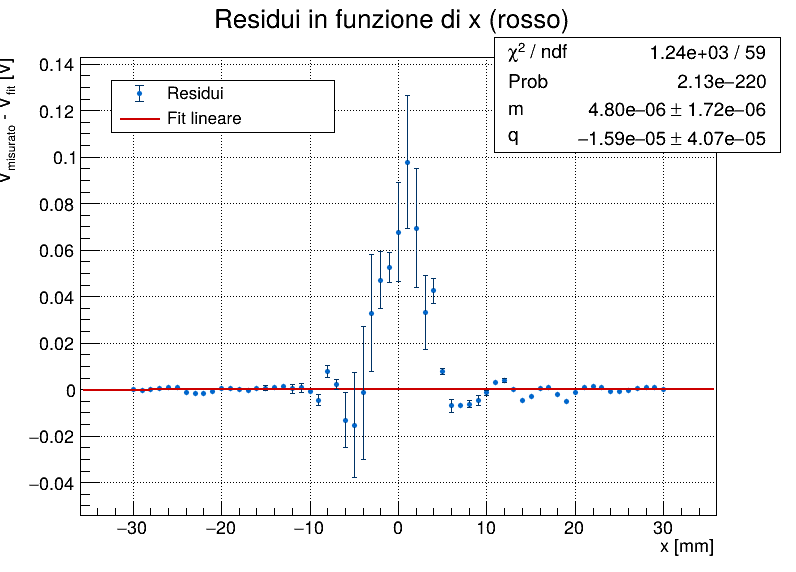 Residui in funzione di x (rosso)
χ² / ndf 1.24e+03 / 59
Prob 2.13e−220
m 4.80e−06 ± 1.72e−06
q −1.59e−05 ± 4.07e−05
Residui
Fit lineare
V misurato - V fit [V]
0.14
0.12
0.1
0.08
0.06
0.04
0.02
0
−0.02
−0.04
−30 −20 −10 0 10 20 30
x [mm]